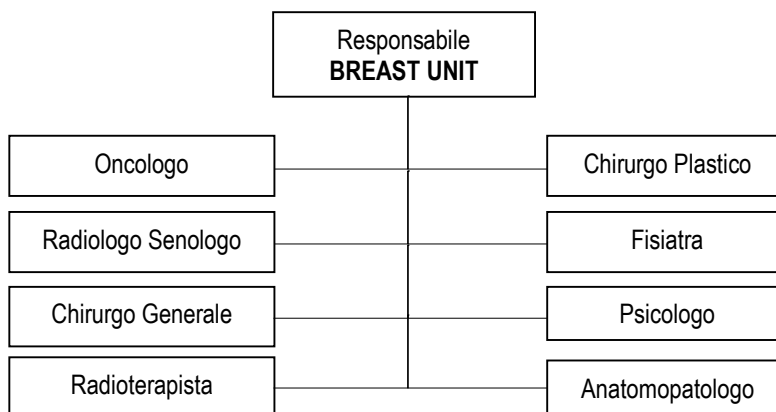 Responsabile
BREAST UNIT
Oncologo
Chirurgo Plastico
Radiologo Senologo
Fisiatra
Chirurgo Generale
Psicologo
Radioterapista
Anatomopatologo